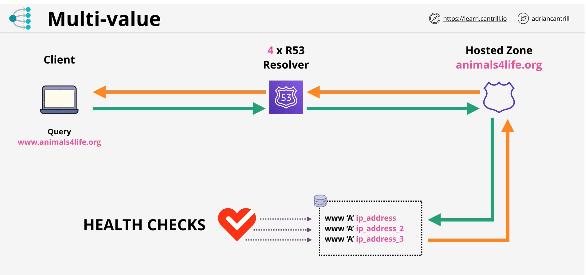 Multi-value
https://learn.cantrill.io
adriancantrill
Client
4 x R53
Resolver
Hosted Zone
animals4life.org
53
Query
www.animals4life.org
HEALTH CHECKS
www 'A' ip_address
www 'A' ip_address_2
www 'A' ip_address_3